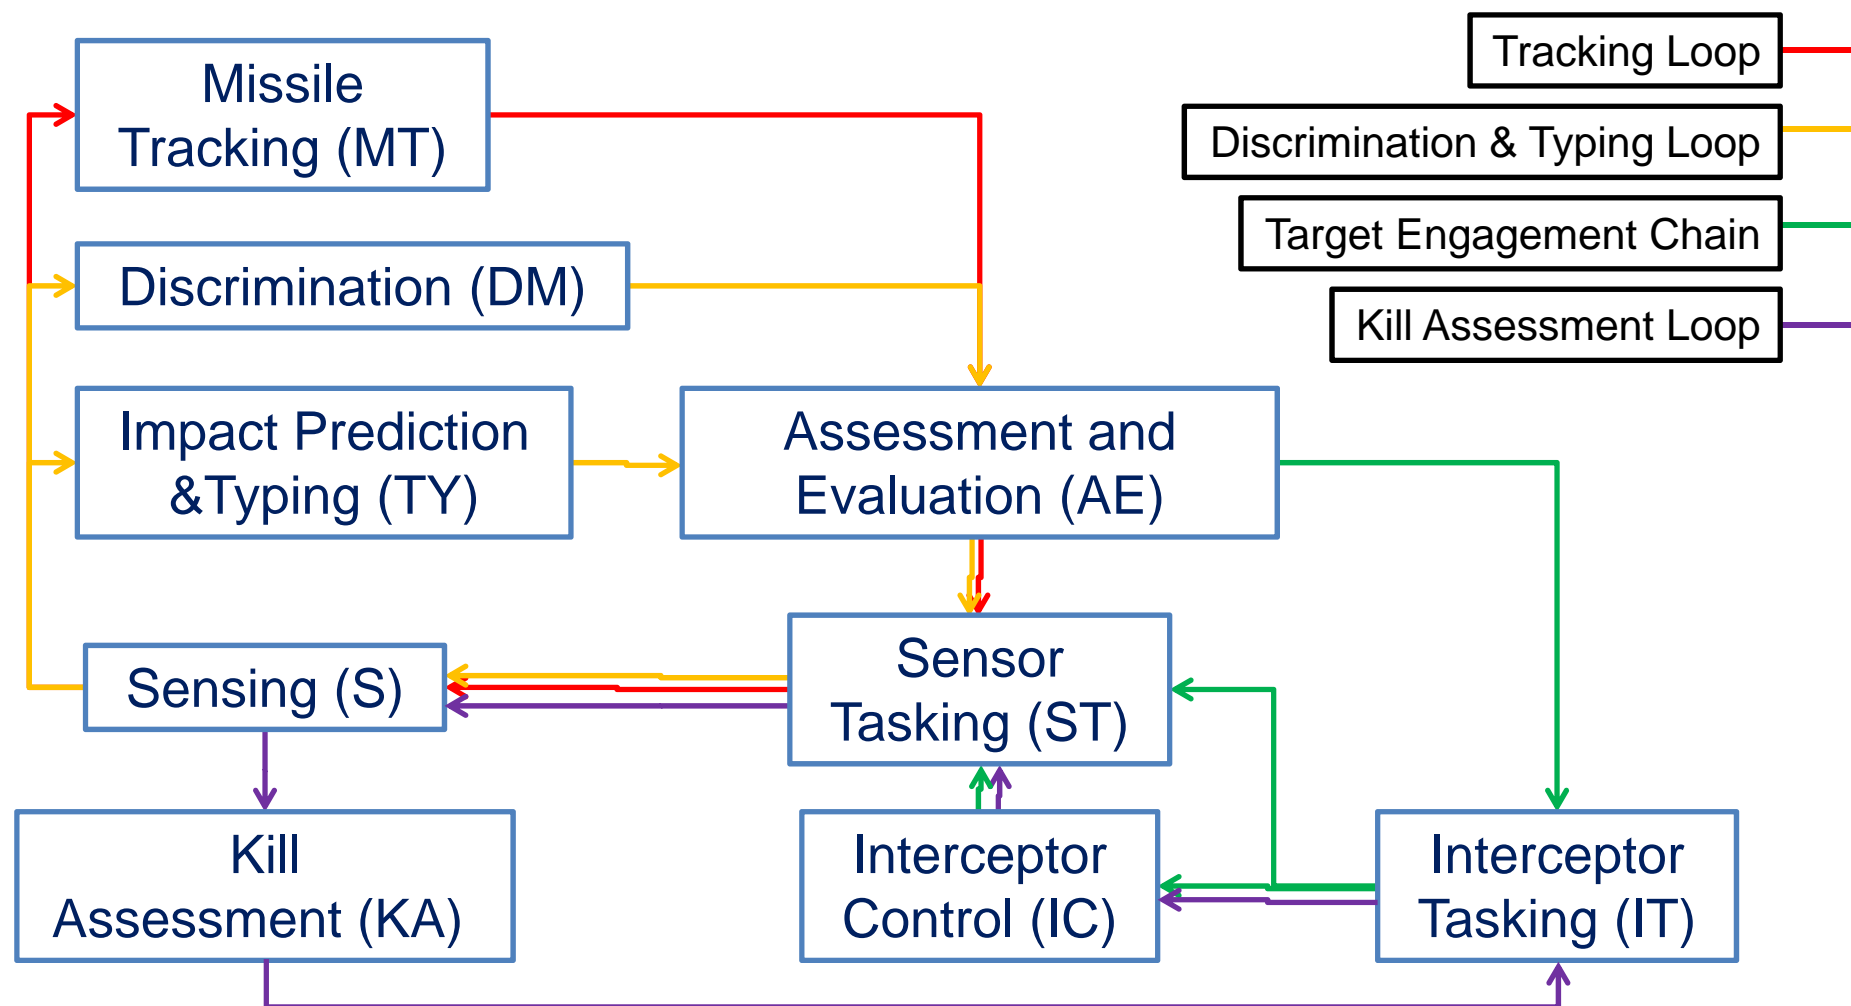 Missile
Tracking (MT)
Tracking Loop
Discrimination & Typing Loop
Target Engagement Chain
Kill Assessment Loop
Discrimination (DM)
Impact Prediction
&Typing (TY)
Assessment and
Evaluation (AE)
Sensing (S)
Sensor
Tasking (ST)
Kill
Assessment (KA)
Interceptor
Control (IC)
Interceptor
Tasking (IT)